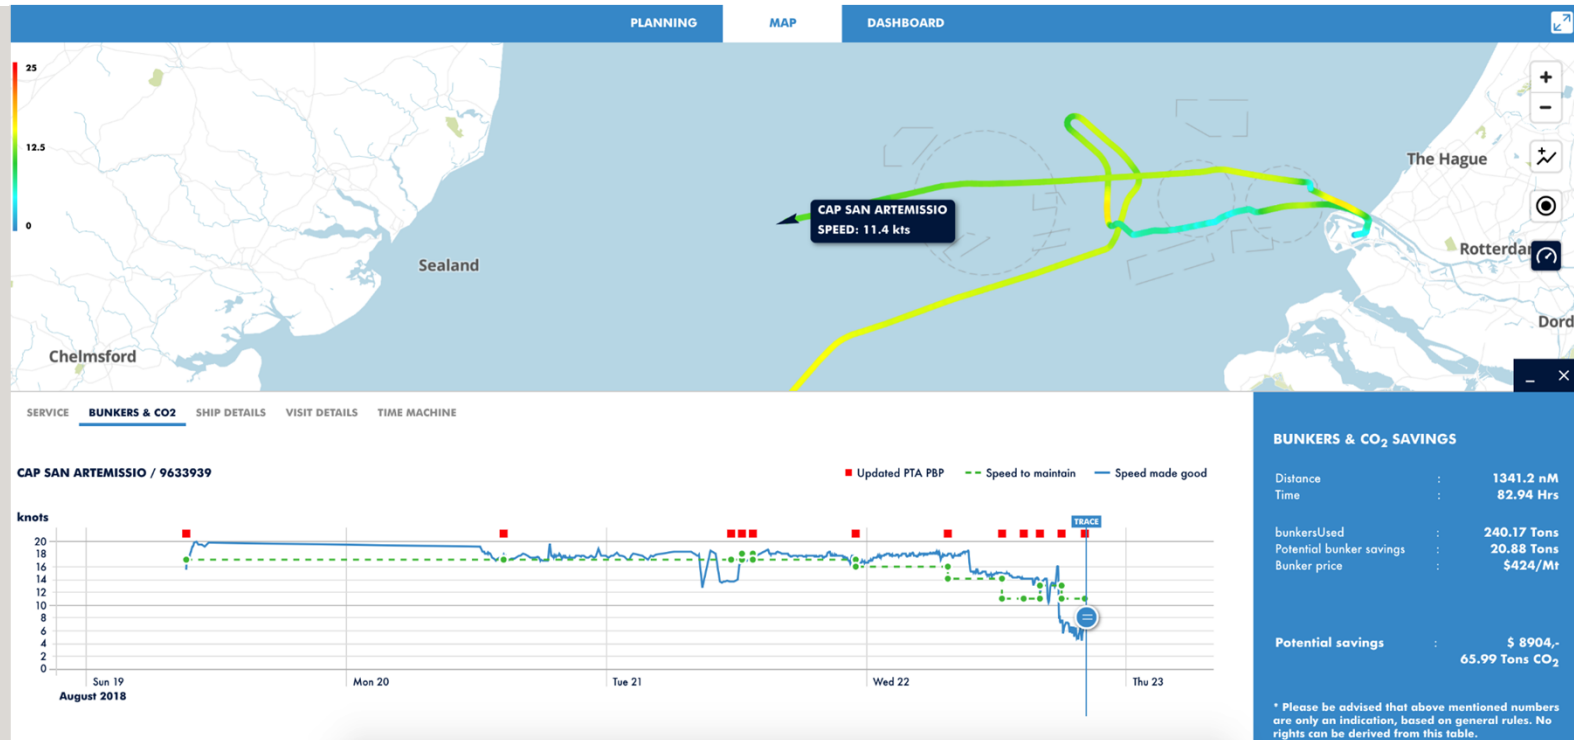 PLANNING
MAP
DASHBOARD
25
12.5
0
The Hague
CAP SAN ARTEMISSIO
SPEED: 11.4 kts
Sealand
Chelmsford
SERVICE
BUNKERS & CO2
SHIP DETAILS
VISIT DETAILS
TIME MACHINE
CAP SAN ARTEMISSIO / 9633939
Updated PTA PBP
Speed to maintain
Speed made good
knots
TRACE
20
18
16
14
12
10
8
6
4
2
0
Sun 19
Mon 20
Tue 21
Wed 22
Thu 23
August 2018
BUNKERS & CO₂ SAVINGS
Distance : 1341.2 nM
Time : 82.94 Hrs
bunkersUsed : 240.17 Tons
Potential bunker savings : 20.88 Tons
Bunker price : $424/Mt
Potential savings : $ 8904,-
65.99 Tons CO₂
* Please be advised that above mentioned numbers
are only an indication, based on general rules. No
rights can be derived from this table.